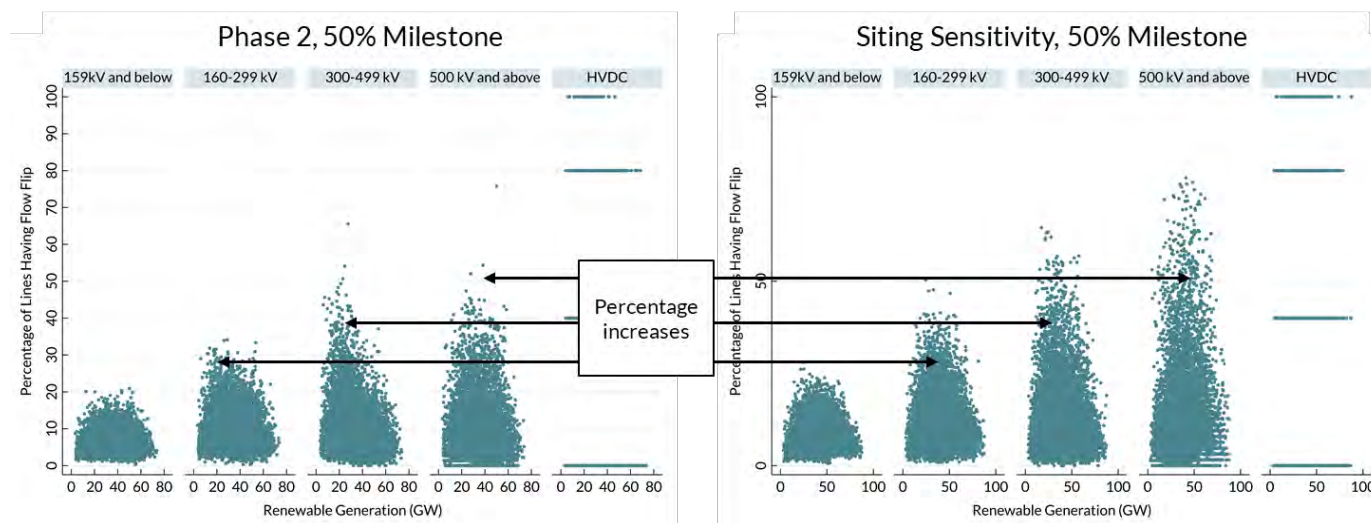 Phase 2, 50% Milestone
159kV and below 160-299 kV 300-499 kV 500 kV and above HVDC
Percentage of Lines Having Flow Flip
100
90
80
70
60
50
40
30
20
10
0
0 20 40 60 80 0 20 40 60 80 0 20 40 60 80 0 20 40 60 80 0 20 40 60 80
Renewable Generation (GW)
Percentage
increases
Siting Sensitivity, 50% Milestone
159kV and below 160-299 kV 300-499 kV 500 kV and above HVDC
Percentage of Lines Having Flow Flip
100
50
0
0 50 100 0 50 100 0 50 100 0 50 100 0 50 100
Renewable Generation (GW)